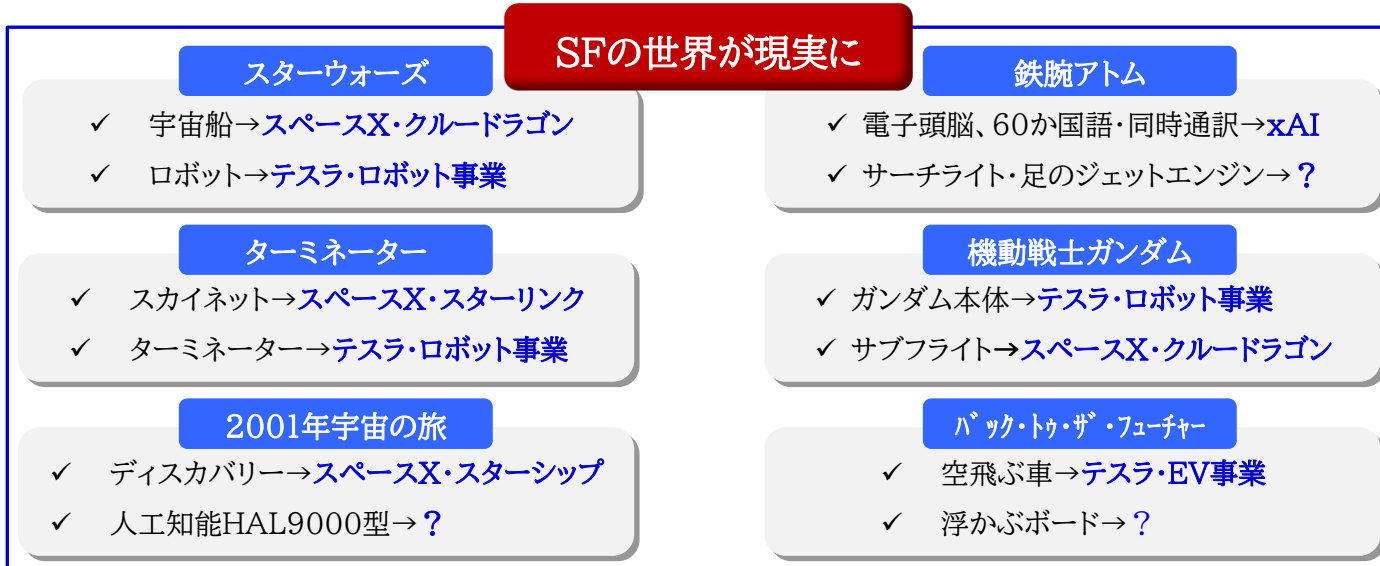 SFの世界が現実に
スターウォーズ
✓ 宇宙船→スペースX・クルードラゴン
✓ ロボット→テスラ・ロボット事業
鉄腕アトム
✓ 電子頭脳、60か国語・同時通訳→xAI
✓ サーチライト・足のジェットエンジン→?
ターミネーター
✓ スカイネット→スペースX・スターリンク
✓ ターミネーター→テスラ・ロボット事業
機動戦士ガンダム
✓ ガンダム本体→テスラ・ロボット事業
✓ サブフライト→スペースX・クルードラゴン
2001年宇宙の旅
✓ ディスカバリー→スペースX・スターシップ
✓ 人工知能HAL9000型→?
バック・トゥ・ザ・フューチャー
✓ 空飛ぶ車→テスラ・EV事業
✓ 浮かぶボード→?